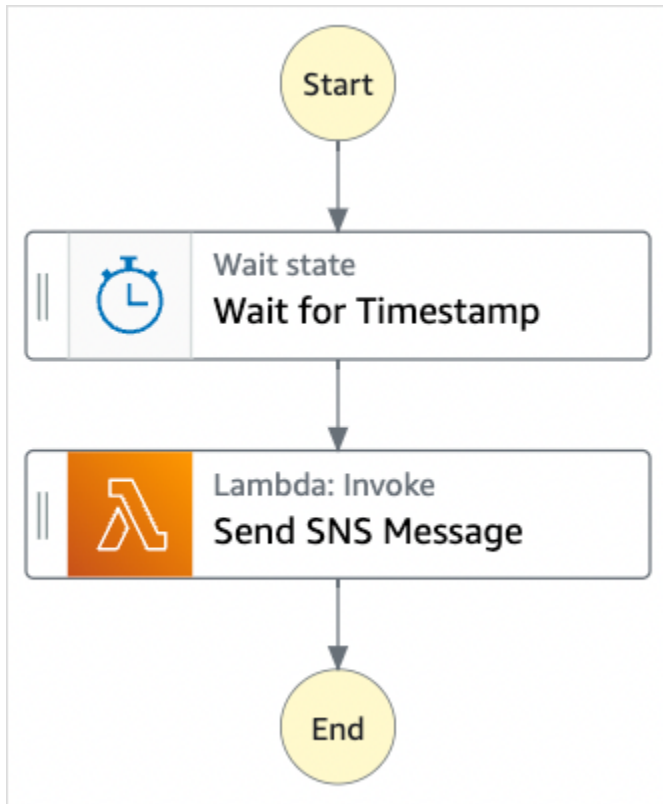 Start
Wait state
Wait for Timestamp
Lambda: Invoke
Send SNS Message
End